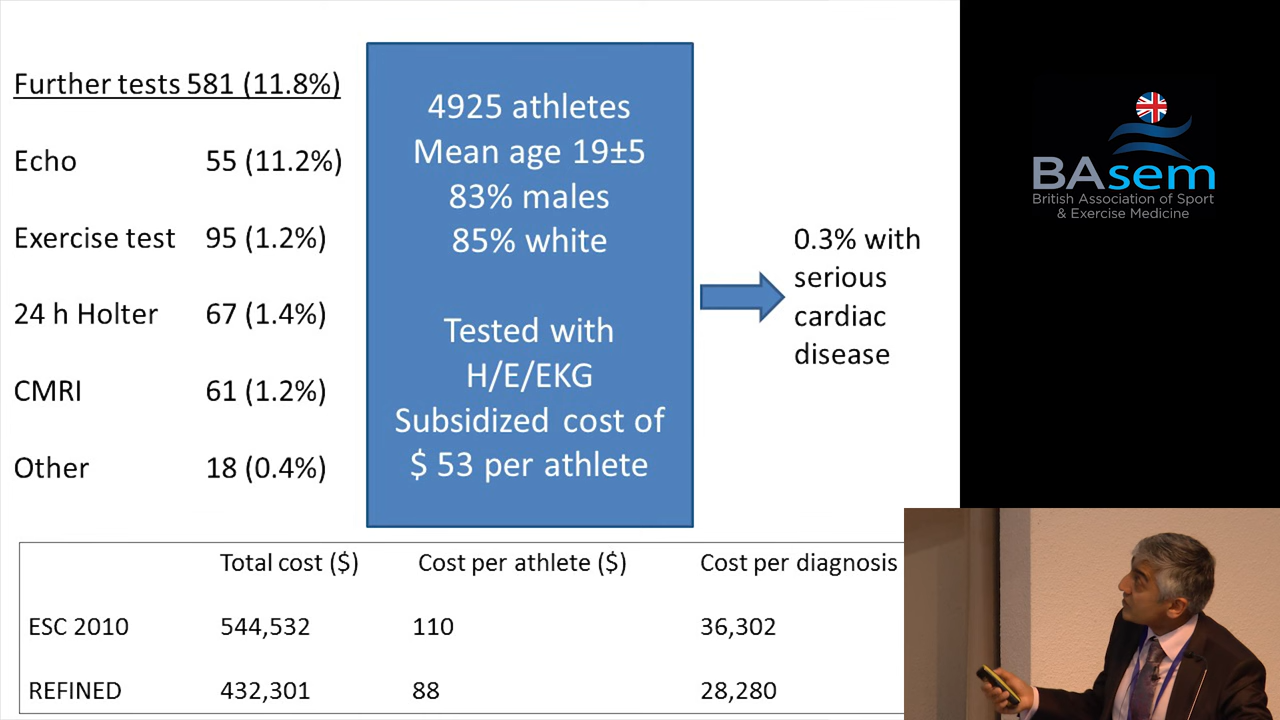 Further tests 581 (11.8%)
Echo 55 (11.2%)
Exercise test 95 (1.2%)
24 h Holter 67 (1.4%)
CMRI 61 (1.2%)
Other 18 (0.4%)
4925 athletes
Mean age 19±5
83% males
85% white
Tested with
H/E/EKG
Subsidized cost of
$ 53 per athlete
0.3% with
serious
cardiac
disease
BAsem
British Association of Sport
& Exercise Medicine
Total cost ($) Cost per athlete ($) Cost per diagnosis
ESC 2010 544,532 110 36,302
REFINED 432,301 88 28,280